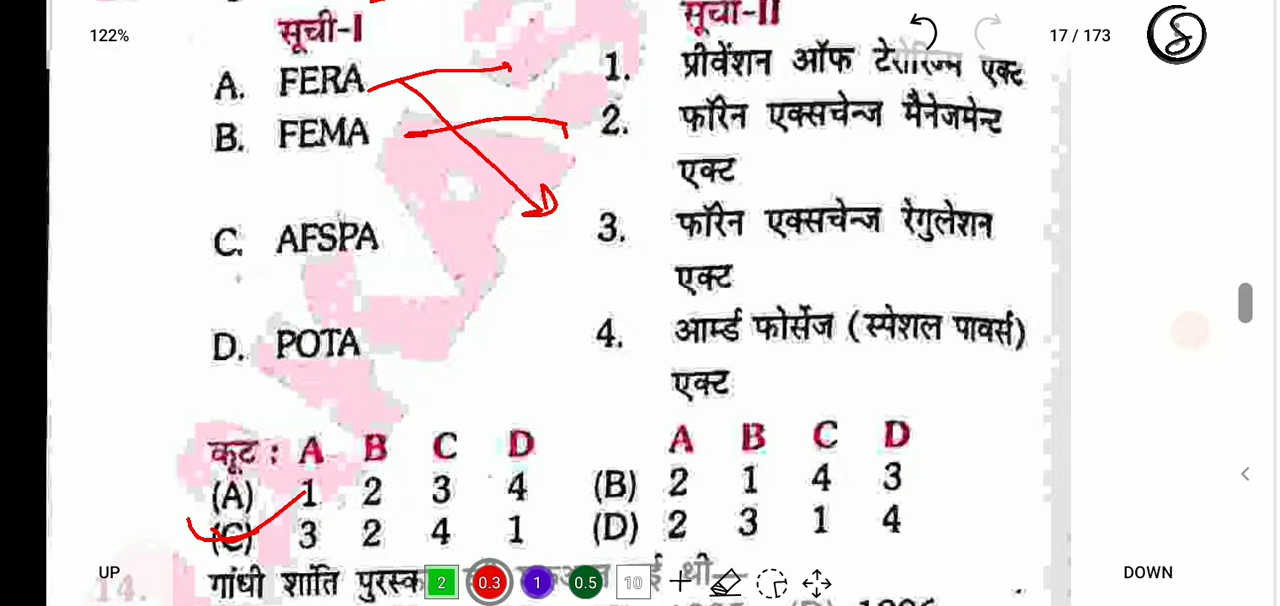 122%
सूची-I
सूची-II
17 / 173
8
A. FERA
1. प्रीवेंशन ऑफ टेरोरिज्म एक्ट
B. FEMA
2. फॉरेन एक्सचेन्ज मैनेजमेन्ट
एक्ट
C. AFSPA
3. फॉरेन एक्सचेन्ज रेगुलेशन
एक्ट
D. POTA
4. आर्म्ड फोर्सेज (स्पेशल पावर्स)
एक्ट
कूट : A B C D A B C D
(A) 1 2 3 4 (B) 2 1 4 3
(C) 3 2 4 1 (D) 2 3 1 4
UP
DOWN
14. गांधी शांति
2 0.3 1 0.5 10